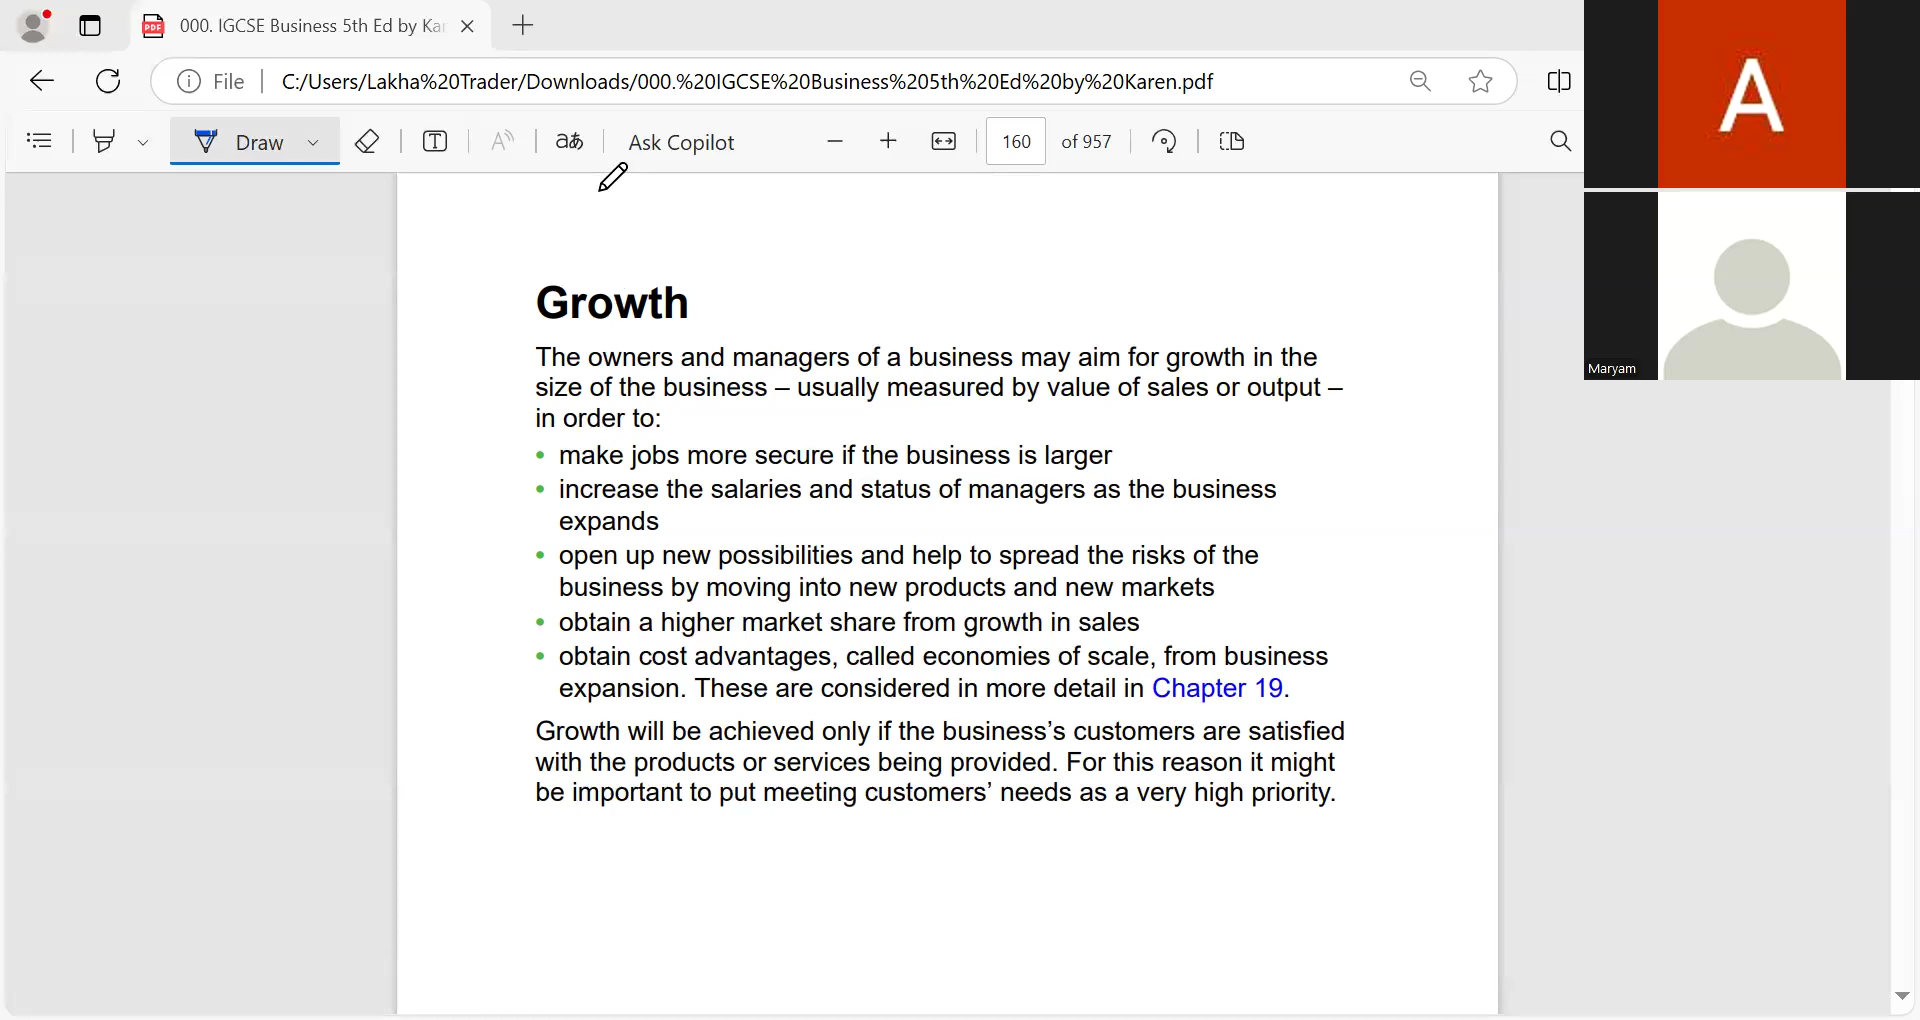 000. IGCSE Business 5th Ed by Kar
File
C:/Users/Lakha%20Trader/Downloads/000.%20IGCSE%20Business%205th%20Ed%20by%20Karen.pdf
Draw
T
A
aあ
Ask Copilot
160
of 957
A
Maryam
Growth
The owners and managers of a business may aim for growth in the
size of the business – usually measured by value of sales or output –
in order to:
• make jobs more secure if the business is larger
• increase the salaries and status of managers as the business
expands
• open up new possibilities and help to spread the risks of the
business by moving into new products and new markets
• obtain a higher market share from growth in sales
• obtain cost advantages, called economies of scale, from business
expansion. These are considered in more detail in Chapter 19.
Growth will be achieved only if the business’s customers are satisfied
with the products or services being provided. For this reason it might
be important to put meeting customers’ needs as a very high priority.